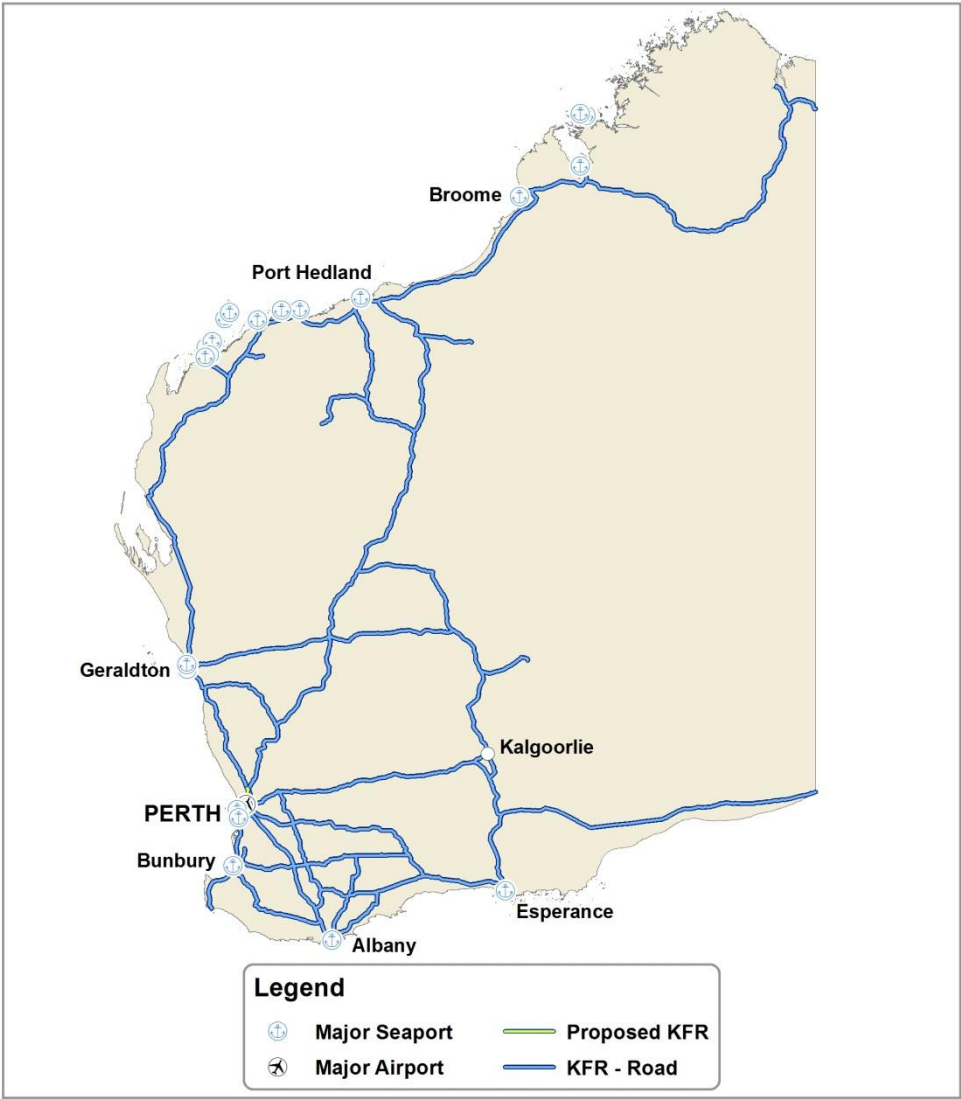 Broome
Port Hedland
Geraldton
Kalgoorlie
PERTH
Bunbury
Esperance
Albany
Legend
Major Seaport
Proposed KFR
Major Airport
KFR - Road